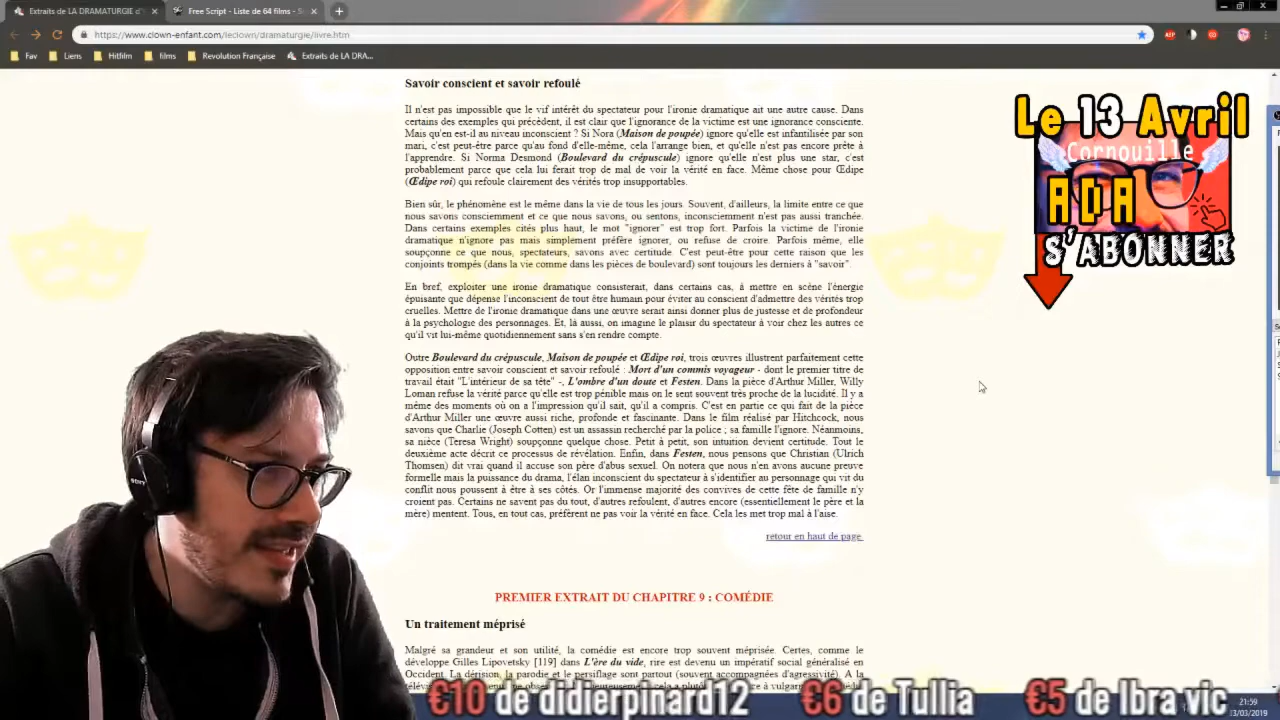 Extraits de LA DRAMATURGIE d'
Free Script - Liste de 64 films - S
https://www.clown-enfant.com/leclown/dramaturgie/livre.htm
Fav
Liens
Hitfilm
films
Revolution Française
Extraits de LA DRA...
Savoir conscient et savoir refoulé
Il n'est pas impossible que le vif intérêt du spectateur pour l'ironie dramatique ait une autre cause. Dans
certains des exemples qui précèdent, il est clair que l'ignorance de la victime est une ignorance consciente.
Mais qu'en est-il au niveau inconscient ? Si Nora (Maison de poupée) ignore qu'elle est infantilisée par son
mari, c'est peut-être parce qu'au fond d'elle-même, cela l'arrange bien, et qu'elle n'est pas encore prête à
l'apprendre. Si Norma Desmond (Boulevard du crépuscule) ignore qu'elle n'est plus une star, c'est
probablement parce que cela lui ferait trop de mal de voir la vérité en face. Même chose pour Œdipe
(Œdipe roi) qui refoule clairement des vérités trop insupportables.
Bien sûr, le phénomène est le même dans la vie de tous les jours. Souvent, d'ailleurs, la limite entre ce que
nous savons consciemment et ce que nous savons, ou sentons, inconsciemment n'est pas aussi tranchée.
Dans certains exemples cités plus haut, le mot "ignorer" est trop fort. Parfois la victime de l'ironie
dramatique n'ignore pas mais simplement préfère ignorer, ou refuse de croire. Parfois même, elle
soupçonne ce que nous, spectateurs, savons avec certitude. C'est peut-être pour cette raison que les
conjoints trompés (dans la vie comme dans les pièces de boulevard) sont toujours les derniers à "savoir".
En bref, exploiter une ironie dramatique consisterait, dans certains cas, à mettre en scène l'énergie
épuisante que dépense l'inconscient de tout être humain pour éviter au conscient d'admettre des vérités trop
cruelles. Mettre de l'ironie dramatique dans une œuvre serait ainsi donner plus de justesse et de profondeur
à la psychologie des personnages. Et, là aussi, on imagine le plaisir du spectateur à voir chez les autres ce
qu'il vit lui-même quotidiennement sans s'en rendre compte.
Outre Boulevard du crépuscule, Maison de poupée et Œdipe roi, trois œuvres illustrent parfaitement cette
opposition entre savoir conscient et savoir refoulé : Mort d'un commis voyageur - dont le premier titre de
travail était "L'intérieur de sa tête" -, L'ombre d'un doute et Festen. Dans la pièce d'Arthur Miller, Willy
Loman refuse la vérité parce qu'elle est trop pénible mais on le sent souvent très proche de la lucidité. Il y a
même des moments où on a l'impression qu'il sait, qu'il a compris. C'est en partie ce qui fait de la pièce
d'Arthur Miller une œuvre aussi riche, profonde et fascinante. Dans le film réalisé par Hitchcock, nous
savons que Charlie (Joseph Cotten) est un assassin recherché par la police ; sa famille l'ignore. Néanmoins,
sa nièce (Teresa Wright) soupçonne quelque chose. Petit à petit, son intuition devient certitude. Tout le
deuxième acte décrit ce processus de révélation. Enfin, dans Festen, nous pensons que Christian (Ulrich
Thomsen) dit vrai quand il accuse son père d'abus sexuel. On notera que nous n'en avons aucune preuve
formelle mais la puissance du drama, l'élan inconscient du spectateur à s'identifier au personnage qui vit du
conflit nous poussent à être à ses côtés. Or l'immense majorité des convives de cette fête de famille n'y
croient pas. Certains ne savent pas du tout, d'autres refoulent, d'autres encore (essentiellement le père et la
mère) mentent. Tous, en tout cas, préfèrent ne pas voir la vérité en face. Cela les met trop mal à l'aise.
retour en haut de page
PREMIER EXTRAIT DU CHAPITRE 9 : COMÉDIE
Un traitement méprisé
Malgré sa grandeur et son utilité, la comédie est encore trop souvent méprisée. Certes, comme le
développe Gilles Lipovetsky [119] dans L'ère du vide, rire est devenu un impératif social généralisé en
Occident. La dérision, la parodie et le persiflage sont partout (souvent accompagnées d'agressivité). A la
Le 13 Avril
Cornouille
ADA
S'ABONNER
SONY
€10 de didierpinard12 €6 de Tullia €5 de Ibra vic
21:59
13/03/2019